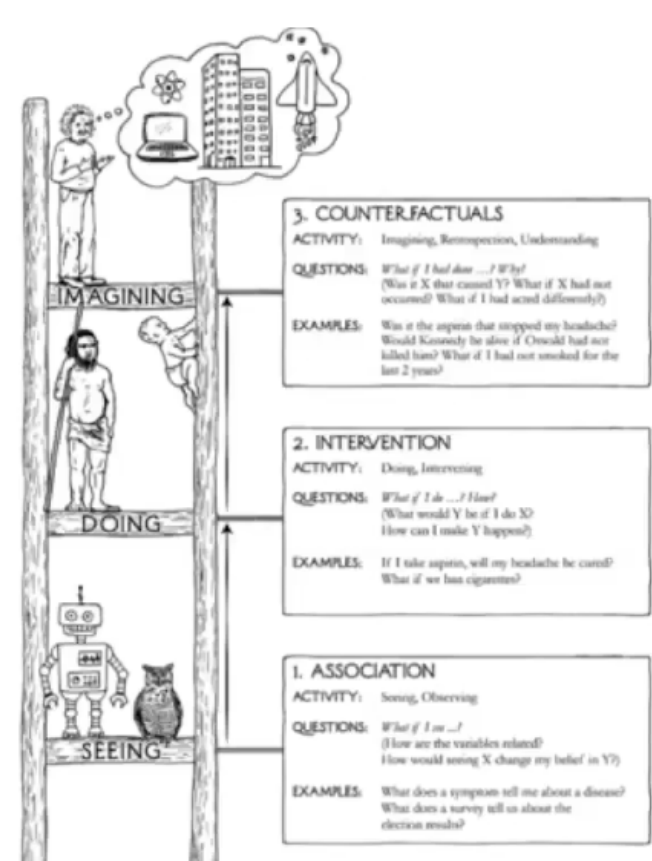 IMAGINING
DOING
SEEING
3. COUNTERFACTUALS
ACTIVITY: Imagining, Retrospection, Understanding
QUESTIONS: What if I had done ...? Why?
(Was it X that caused Y? What if X had not
occurred? What if I had acted differently?)
EXAMPLES: Was it the aspirin that stopped my headache?
Would Kennedy be alive if Oswald had not
killed him? What if I had not smoked for the
last 2 years?
2. INTERVENTION
ACTIVITY: Doing, Intervening
QUESTIONS: What if I do ...? How?
(What would Y be if I do X?
How can I make Y happen?)
EXAMPLES: If I take aspirin, will my headache be cured?
What if we ban cigarettes?
1. ASSOCIATION
ACTIVITY: Seeing, Observing
QUESTIONS: What if I see ...?
(How are the variables related?
How would seeing X change my belief in Y?)
EXAMPLES: What does a symptom tell me about a disease?
What does a survey tell us about the
election results?